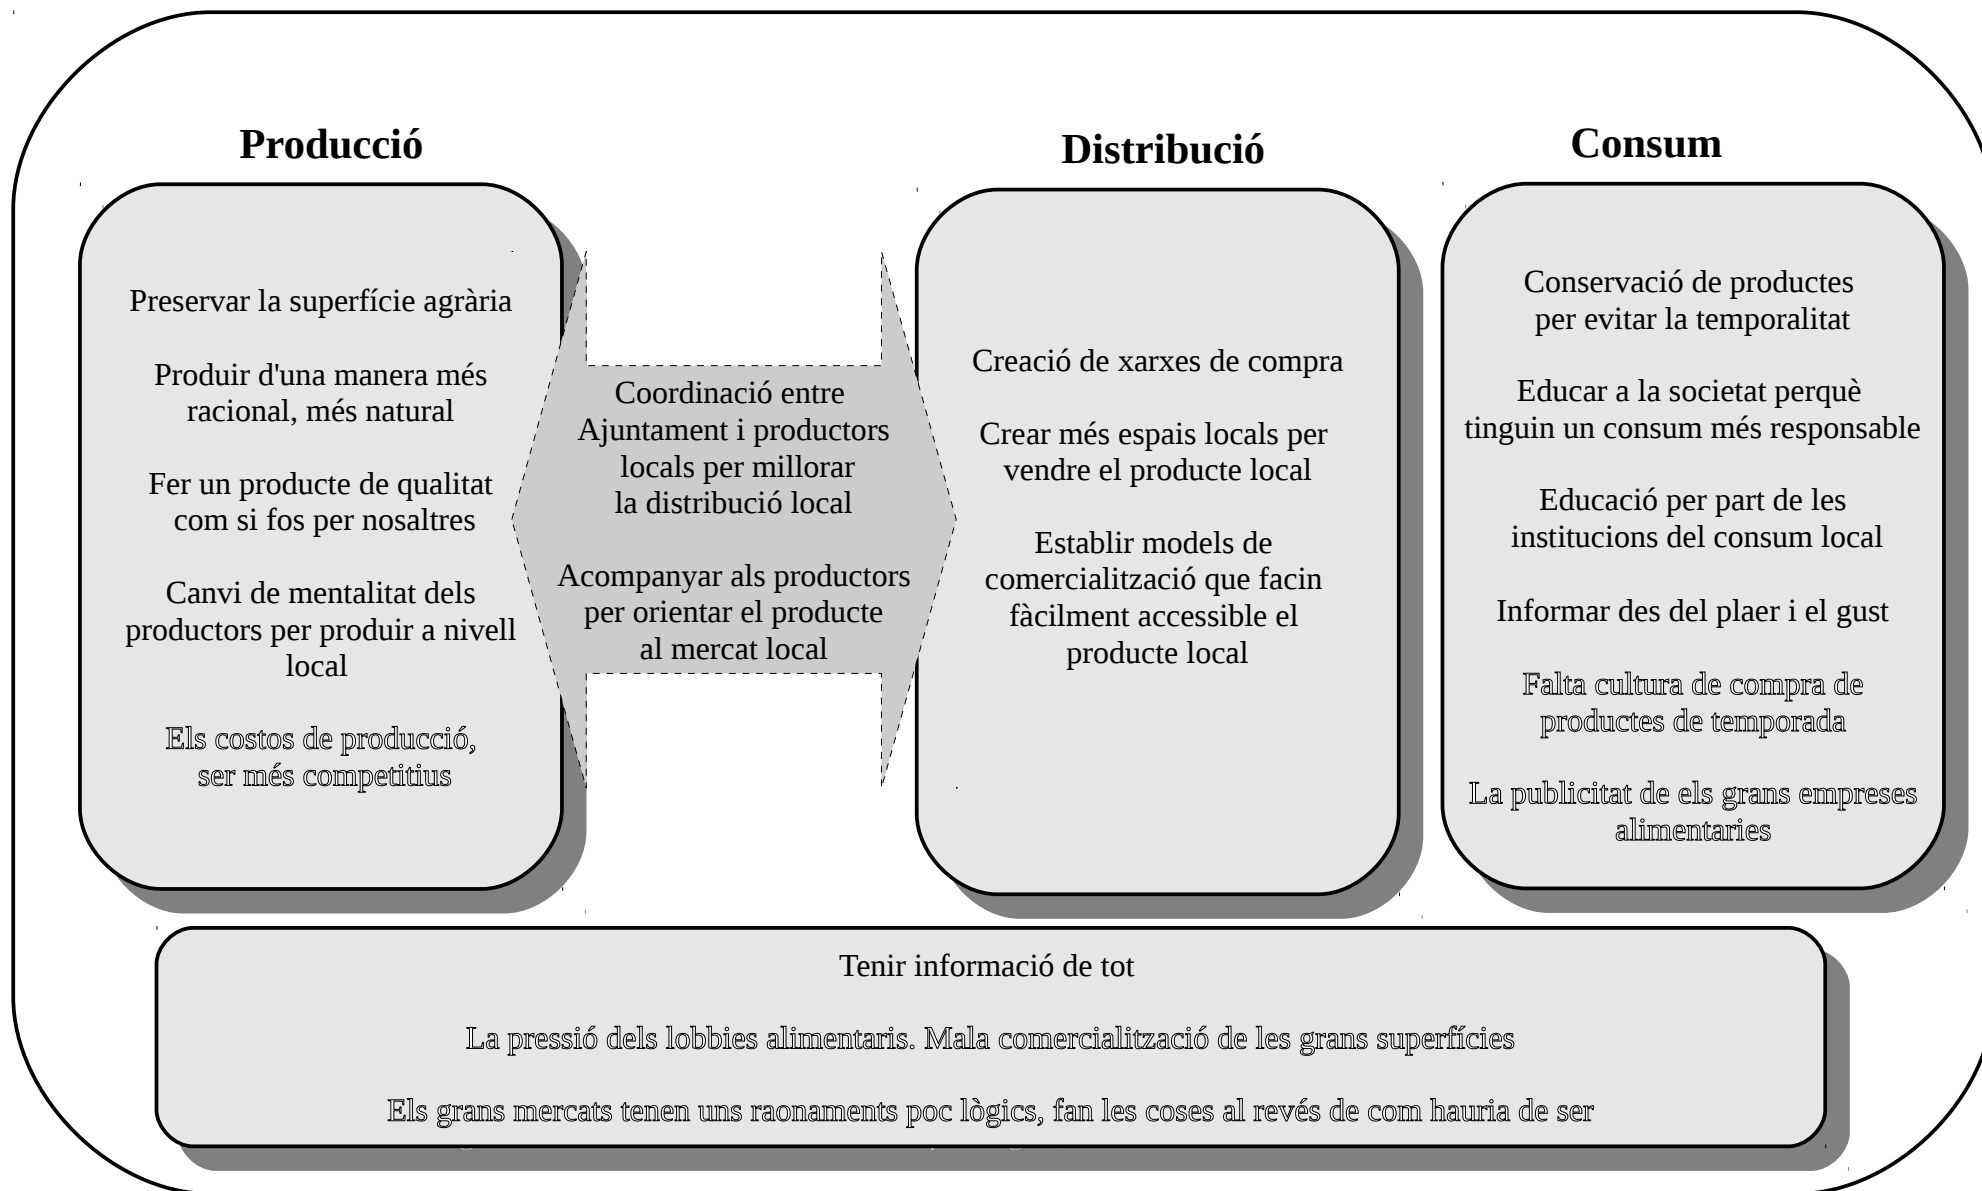 Producció
Preservar la superfície agrària
Produir d'una manera més
racional, més natural
Fer un producte de qualitat
com si fos per nosaltres
Canvi de mentalitat dels
productors per produir a nivell
local
Els costos de producció,
ser més competitius
Coordinació entre
Ajuntament i productors
locals per millorar
la distribució local
Acompanyar als productors
per orientar el producte
al mercat local
Distribució
Creació de xarxes de compra
Crear més espais locals per
vendre el producte local
Establir models de
comercialització que facin
fàcilment accessible el
producte local
Consum
Conservació de productes
per evitar la temporalitat
Educar a la societat perquè
tinguin un consum més responsable
Educació per part de les
institucions del consum local
Informar des del plaer i el gust
Falta cultura de compra de
productes de temporada
La publicitat de els grans empreses
alimentaries
Tenir informació de tot
La pressió dels lobbies alimentaris. Mala comercialització de les grans superfícies
Els grans mercats tenen uns raonaments poc lògics, fan les coses al revés de com hauria de ser